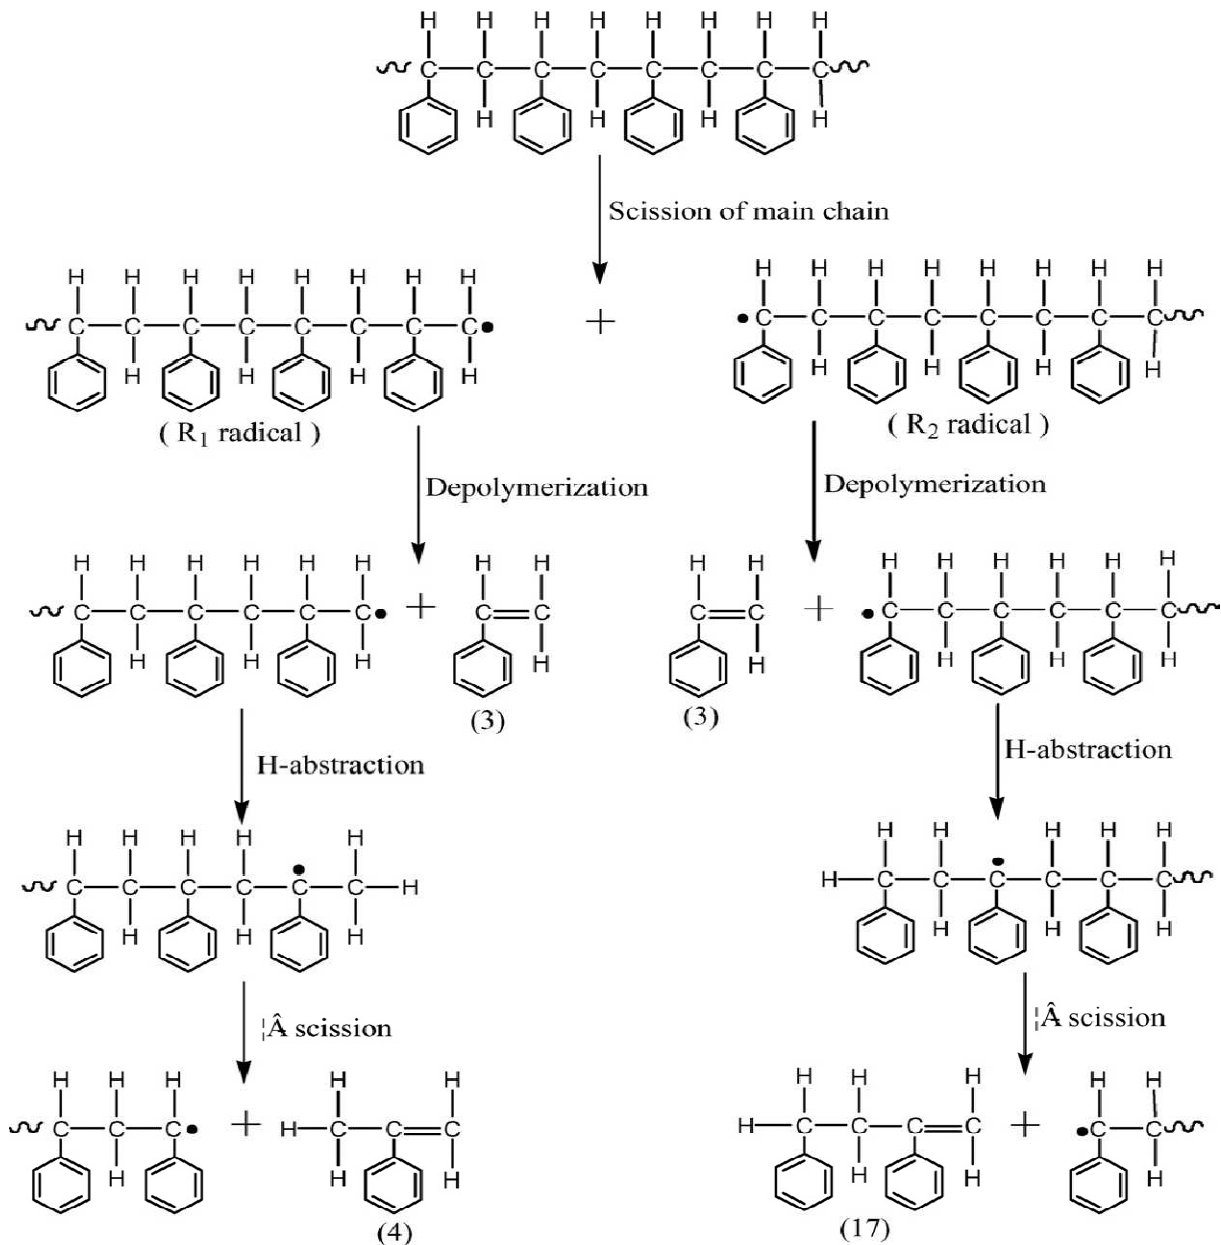 H H H H H H H H
C C C C C C C C
H H H H
Scission of main chain
H H H H H H H H H H H H H H H H
C C C C C C C C• + •C C C C C C C C
H H H H H H H H
( R1 radical ) ( R2 radical )
Depolymerization Depolymerization
H H H H H H H H H H H H H H H H
C C C C C C• + C C C C + •C C C C C C
H H H H H H H H
(3) (3)
H-abstraction H-abstraction
H H H H H H H H H H
C C C C C C H H C C C C C C
H H H H H H
¦Â scission ¦Â scission
H H H H H H H H H H
C C C• + H C C C H C C C C + •C C
H H H H H H
(4) (17)